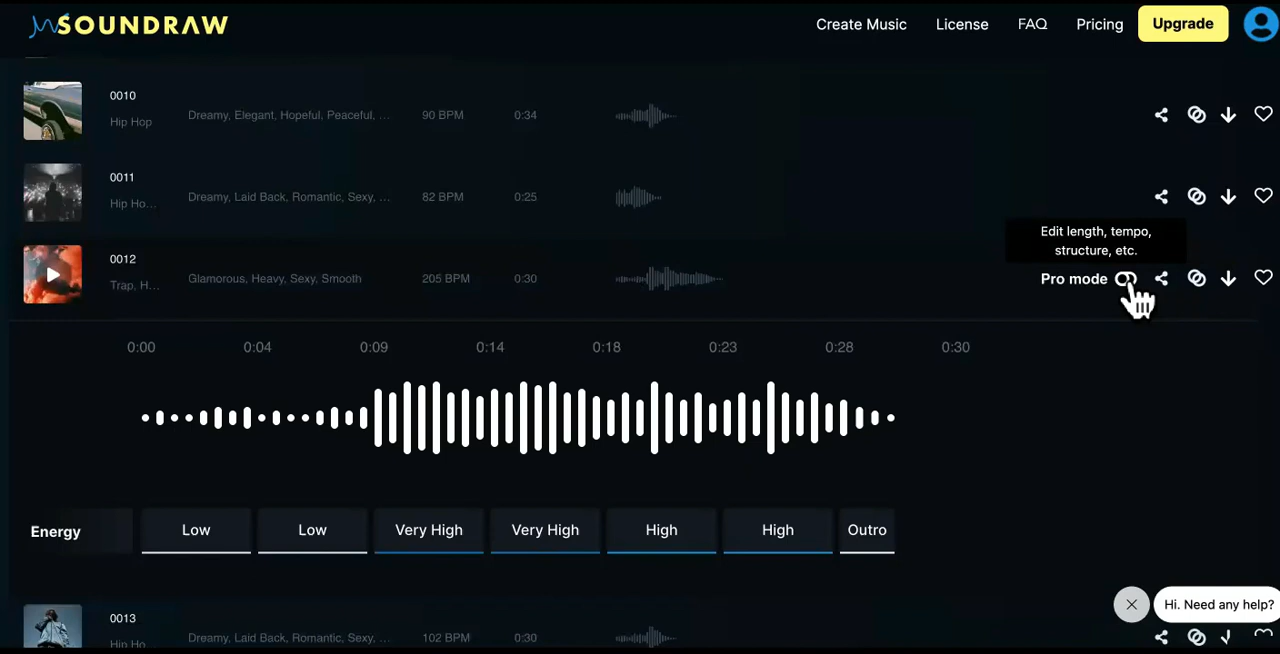 SOUNDRAW
Create Music
License
FAQ
Pricing
Upgrade
0010
Hip Hop
Dreamy, Elegant, Hopeful, Peaceful, ...
90 BPM
0:34
0011
Hip Ho...
Dreamy, Laid Back, Romantic, Sexy, ...
82 BPM
0:25
Edit length, tempo,
structure, etc.
0012
Trap, H...
Glamorous, Heavy, Sexy, Smooth
205 BPM
0:30
Pro mode
0:00 0:04 0:09 0:14 0:18 0:23 0:28 0:30
Energy
Low
Low
Very High
Very High
High
High
Outro
Hi. Need any help?
0013
Hip Ho...
Dreamy, Laid Back, Romantic, Sexy, ...
102 BPM
0:30